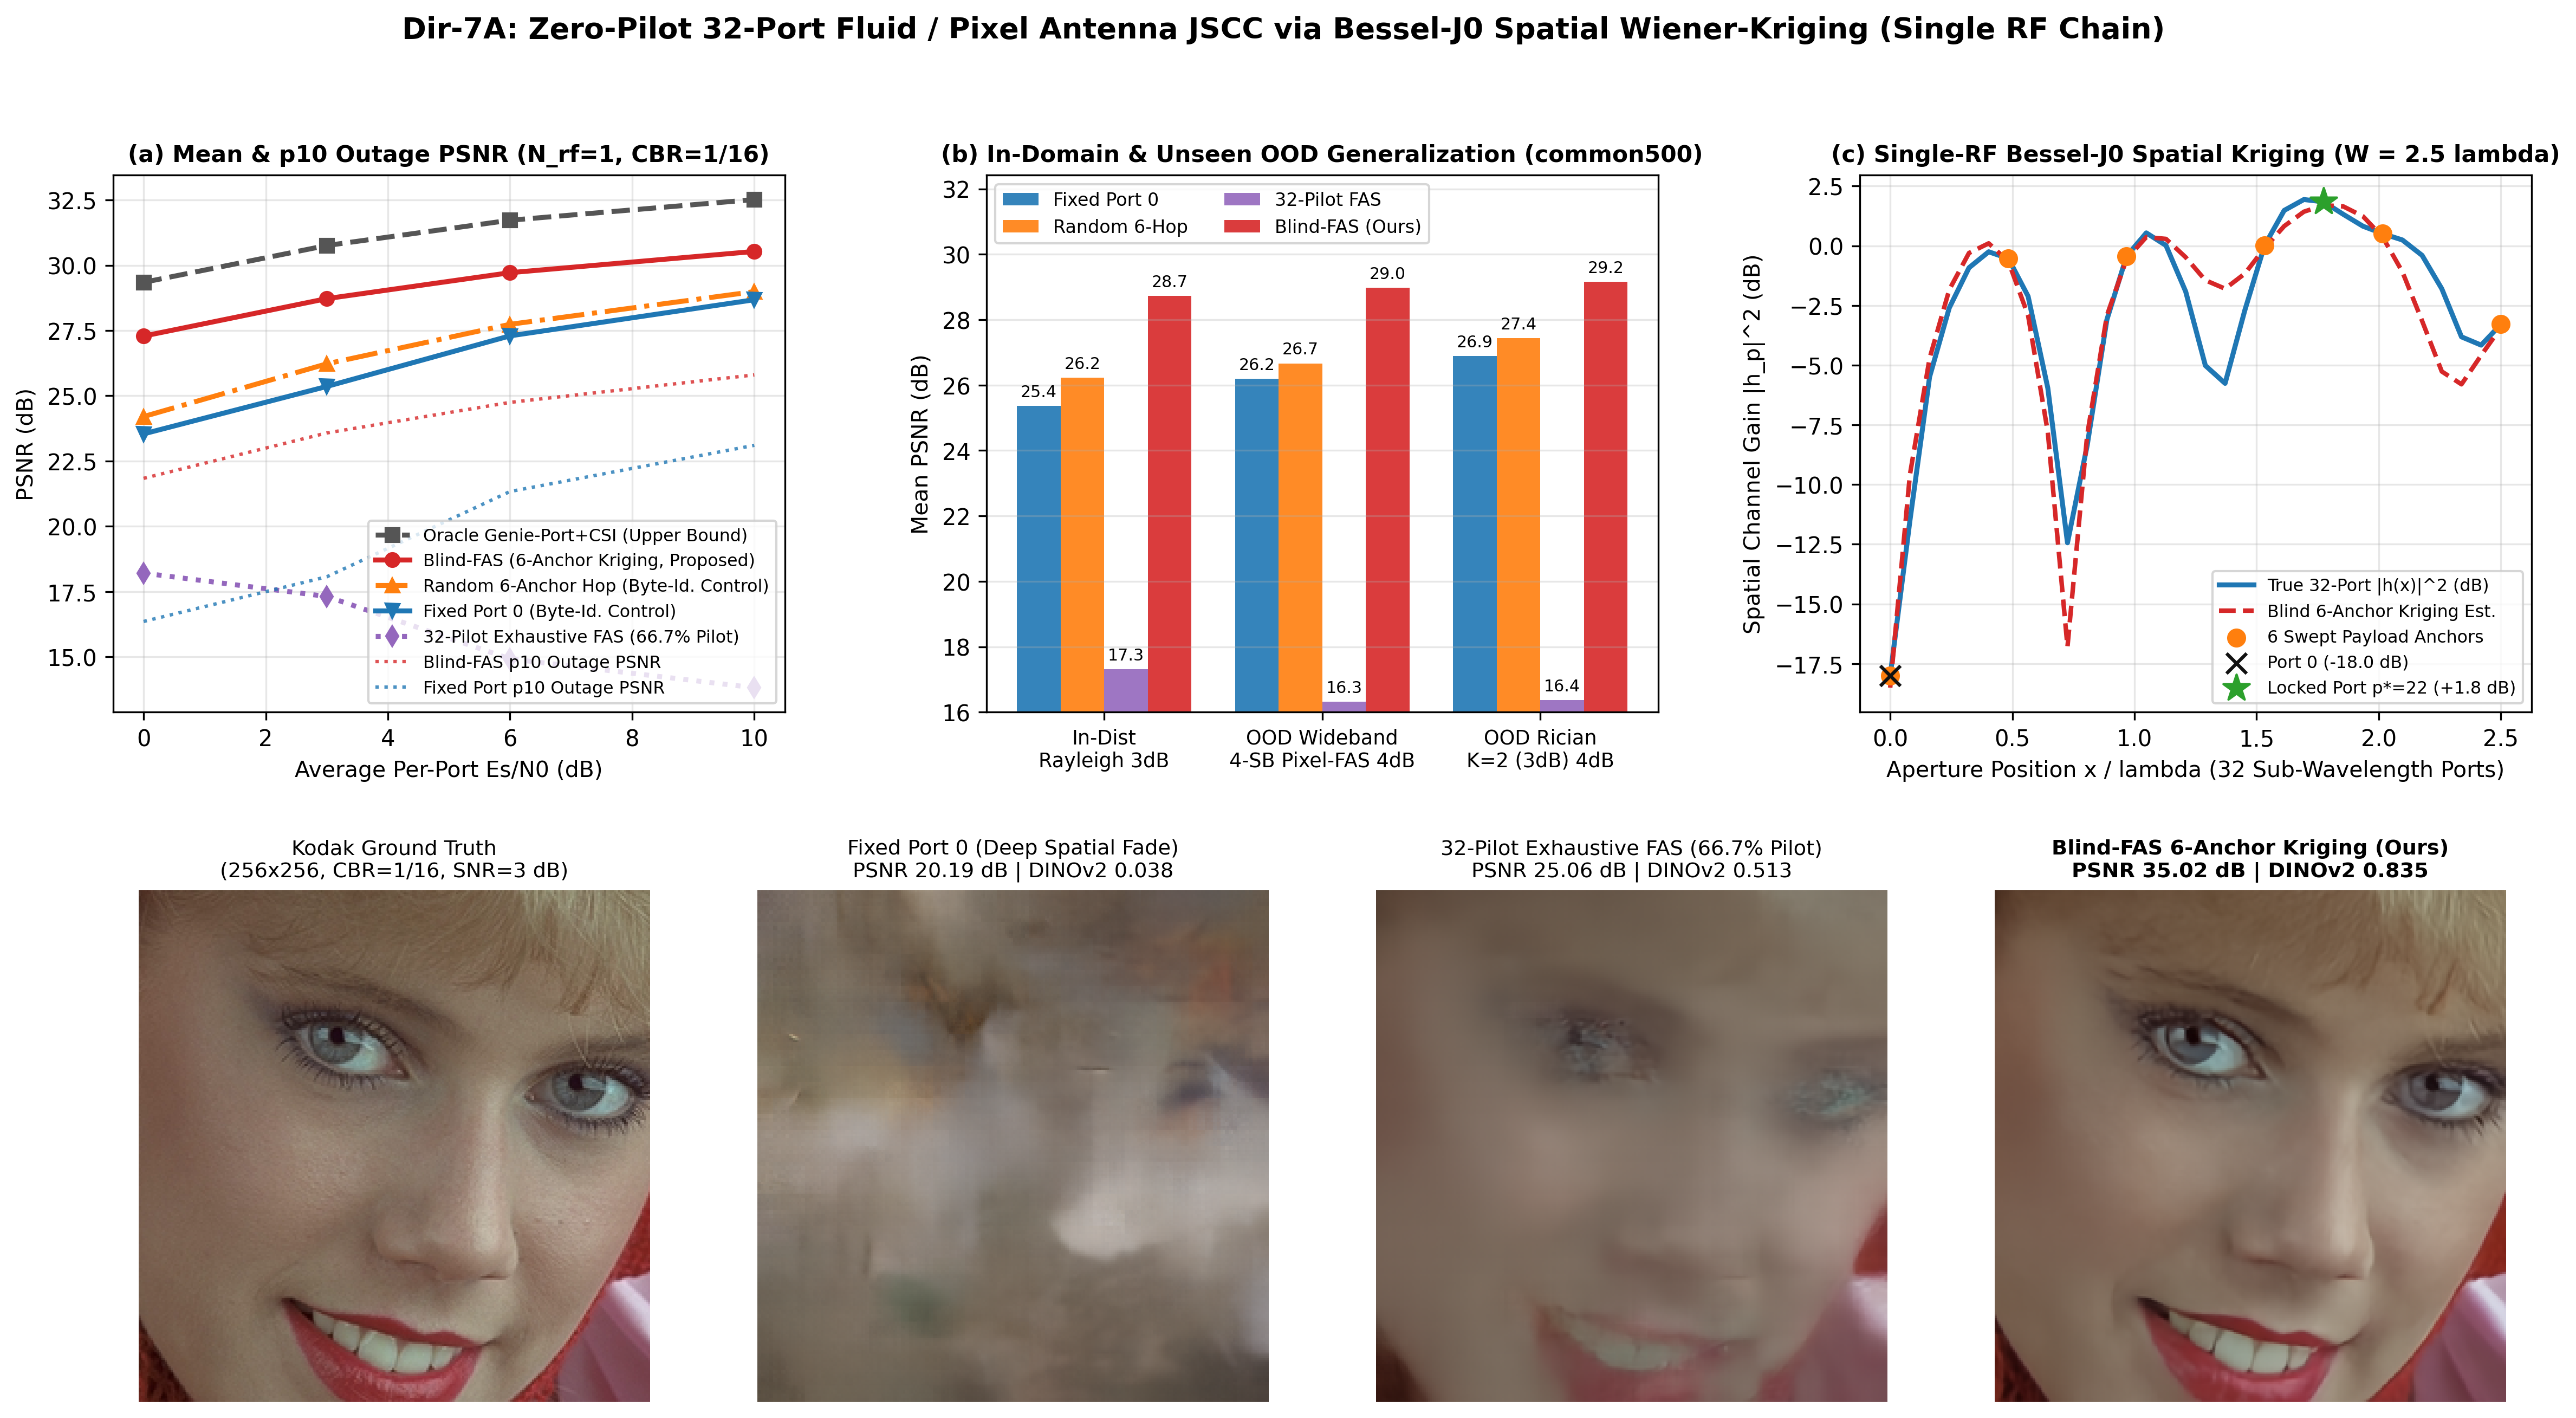 Dir-7A: Zero-Pilot 32-Port Fluid / Pixel Antenna JSCC via Bessel-J0 Spatial Wiener-Kriging (Single RF Chain)
(a) Mean & p10 Outage PSNR (N_rf=1, CBR=1/16)
PSNR (dB)
32.5
30.0
27.5
25.0
22.5
20.0
17.5
15.0
Oracle Genie-Port+CSI (Upper Bound)
Blind-FAS (6-Anchor Kriging, Proposed)
Random 6-Anchor Hop (Byte-Id. Control)
Fixed Port 0 (Byte-Id. Control)
32-Pilot Exhaustive FAS (66.7% Pilot)
Blind-FAS p10 Outage PSNR
Fixed Port p10 Outage PSNR
0 2 4 6 8 10
Average Per-Port Es/N0 (dB)
(b) In-Domain & Unseen OOD Generalization (common500)
Mean PSNR (dB)
32
30
28
26
24
22
20
18
16
Fixed Port 0
Random 6-Hop
32-Pilot FAS
Blind-FAS (Ours)
25.4 26.2 17.3 28.7
26.2 26.7 16.3 29.0
26.9 27.4 16.4 29.2
In-Dist
Rayleigh 3dB
OOD Wideband
4-SB Pixel-FAS 4dB
OOD Rician
K=2 (3dB) 4dB
(c) Single-RF Bessel-J0 Spatial Kriging (W = 2.5 lambda)
Spatial Channel Gain |h_p|^2 (dB)
2.5
0.0
−2.5
−5.0
−7.5
−10.0
−12.5
−15.0
−17.5
True 32-Port |h(x)|^2 (dB)
Blind 6-Anchor Kriging Est.
6 Swept Payload Anchors
Port 0 (-18.0 dB)
Locked Port p*=22 (+1.8 dB)
0.0 0.5 1.0 1.5 2.0 2.5
Aperture Position x / lambda (32 Sub-Wavelength Ports)
Kodak Ground Truth
(256x256, CBR=1/16, SNR=3 dB)
Fixed Port 0 (Deep Spatial Fade)
PSNR 20.19 dB | DINOv2 0.038
32-Pilot Exhaustive FAS (66.7% Pilot)
PSNR 25.06 dB | DINOv2 0.513
Blind-FAS 6-Anchor Kriging (Ours)
PSNR 35.02 dB | DINOv2 0.835